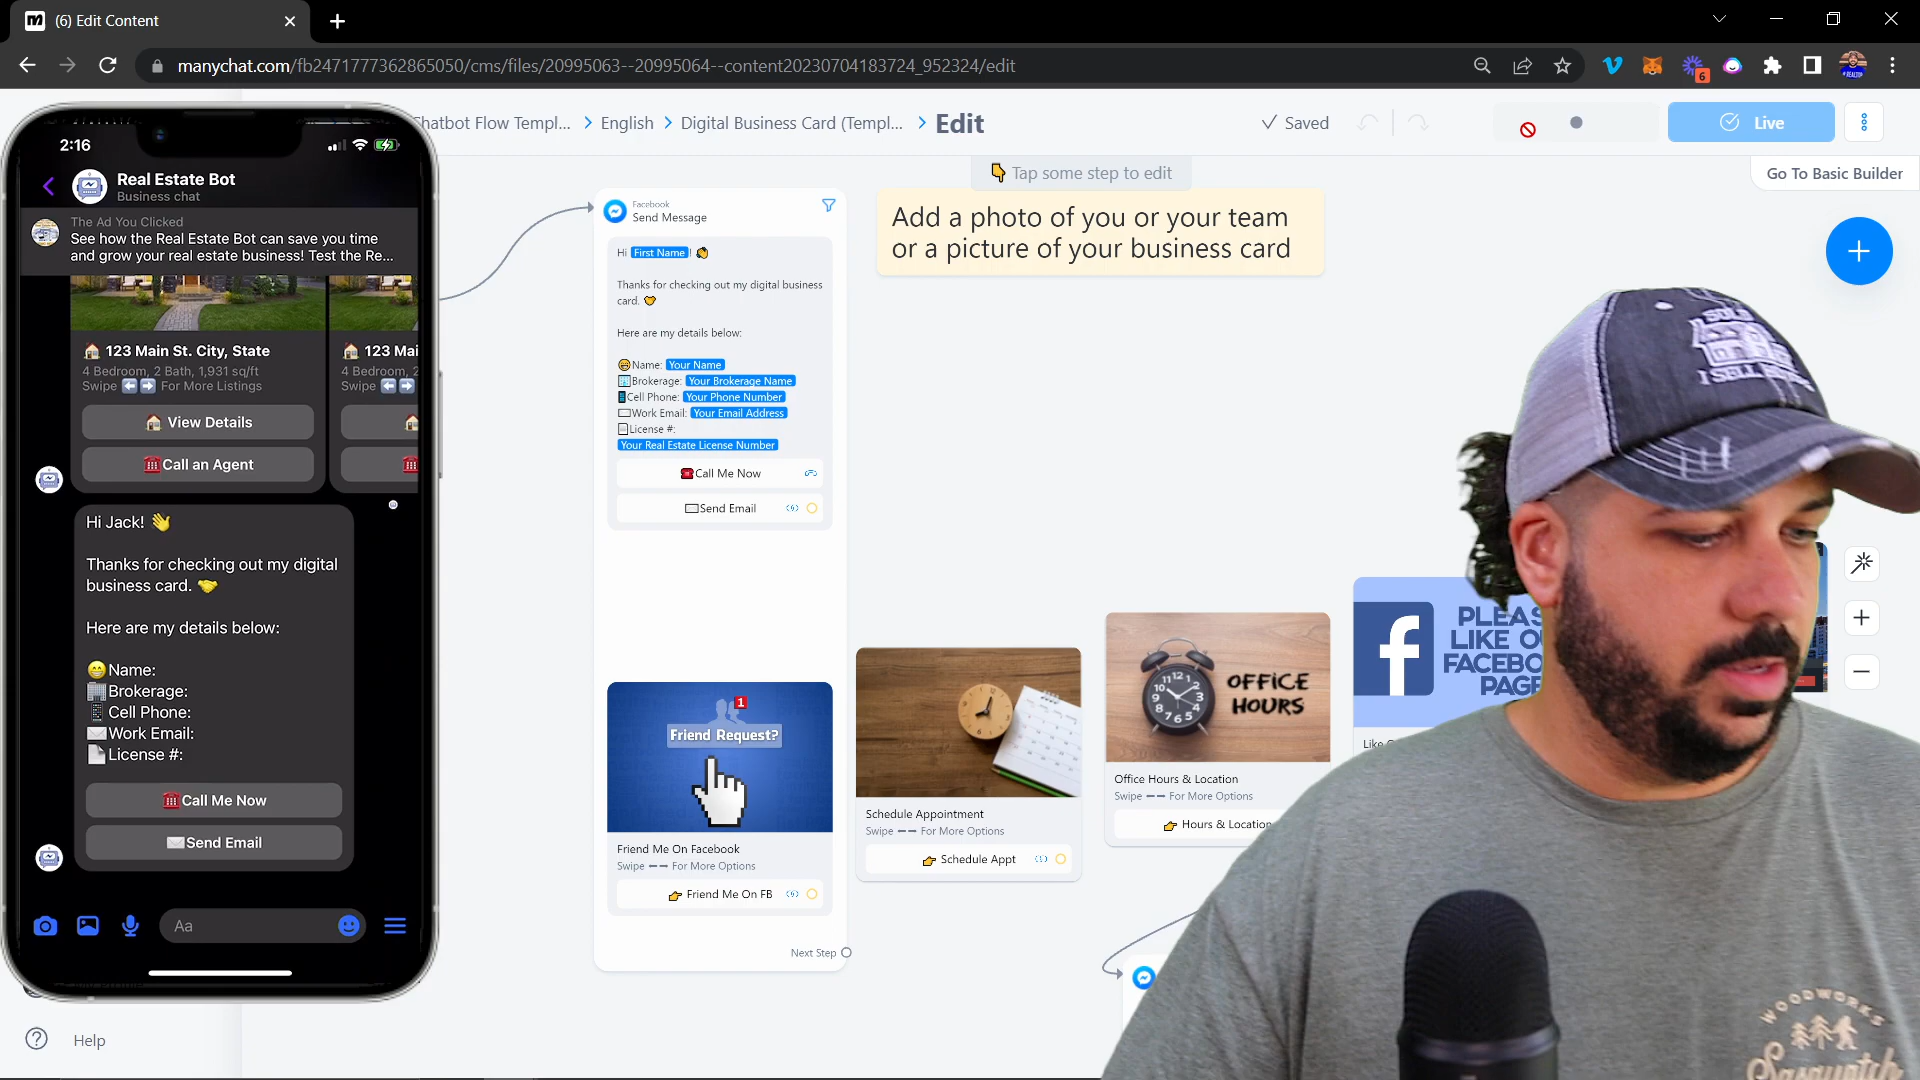 (6) Edit Content
manychat.com/fb2471777362865050/cms/files/20995063--20995064--content20230704183724_952324/edit
6
Chatbot Flow Templ... > English > Digital Business Card (Templ... > Edit
Saved
Live
Tap some step to edit
Go To Basic Builder
2:16
Real Estate Bot
Business chat
The Ad You Clicked
See how the Real Estate Bot can save you time
and grow your real estate business! Test the Re...
123 Main St. City, State
4 Bedroom, 2 Bath, 1,931 sq/ft
Swipe For More Listings
View Details
Call an Agent
123 Mai
4 Bedroom, 2
Swipe
Hi Jack!
Thanks for checking out my digital
business card.
Here are my details below:
Name:
Brokerage:
Cell Phone:
Work Email:
License #:
Call Me Now
Send Email
Aa
Help
Facebook
Send Message
Hi First Name!
Thanks for checking out my digital business
card.
Here are my details below:
Name: Your Name
Brokerage: Your Brokerage Name
Cell Phone: Your Phone Number
Work Email: Your Email Address
License #:
Your Real Estate License Number
Call Me Now
Send Email
1
Friend Request?
Friend Me On Facebook
Swipe For More Options
Friend Me On FB
Next Step
Add a photo of you or your team
or a picture of your business card
Schedule Appointment
Swipe For More Options
Schedule Appt
OFFICE
HOURS
Office Hours & Location
Swipe For More Options
Hours & Location
f
PLEAS
LIKE O
FACEBO
PAG
Like
SOLD
I SELL
WOODWORKS
Sasquatch